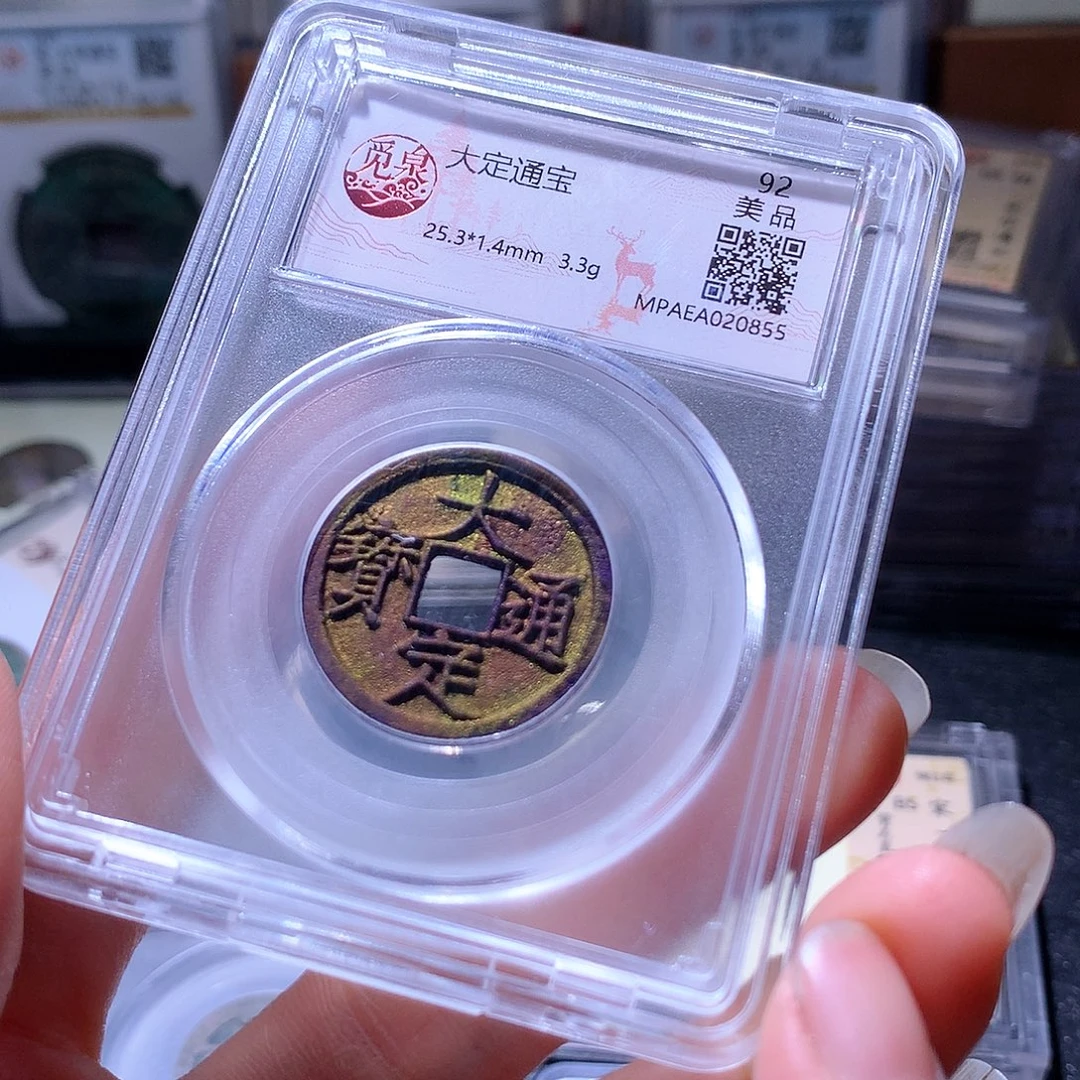 觅泉
大定通宝
25.3*1.4mm 3.3g
92
美品
MPAEA020855
大
寳 通
定